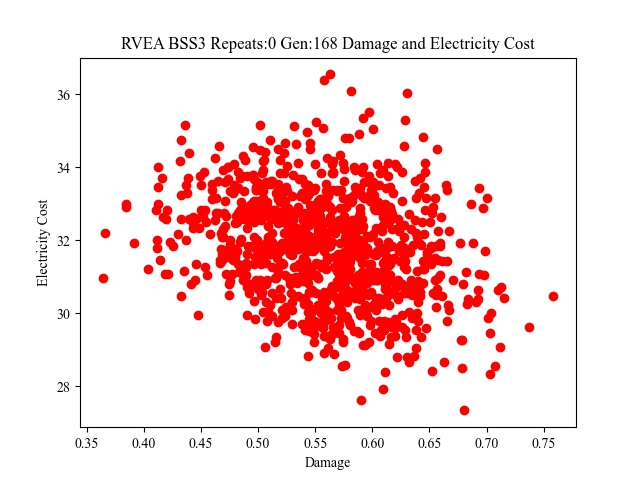 RVEA BSS3 Repeats:0 Gen:168 Damage and Electricity Cost
Electricity Cost
36
34
32
30
28
0.35 0.40 0.45 0.50 0.55 0.60 0.65 0.70 0.75
Damage